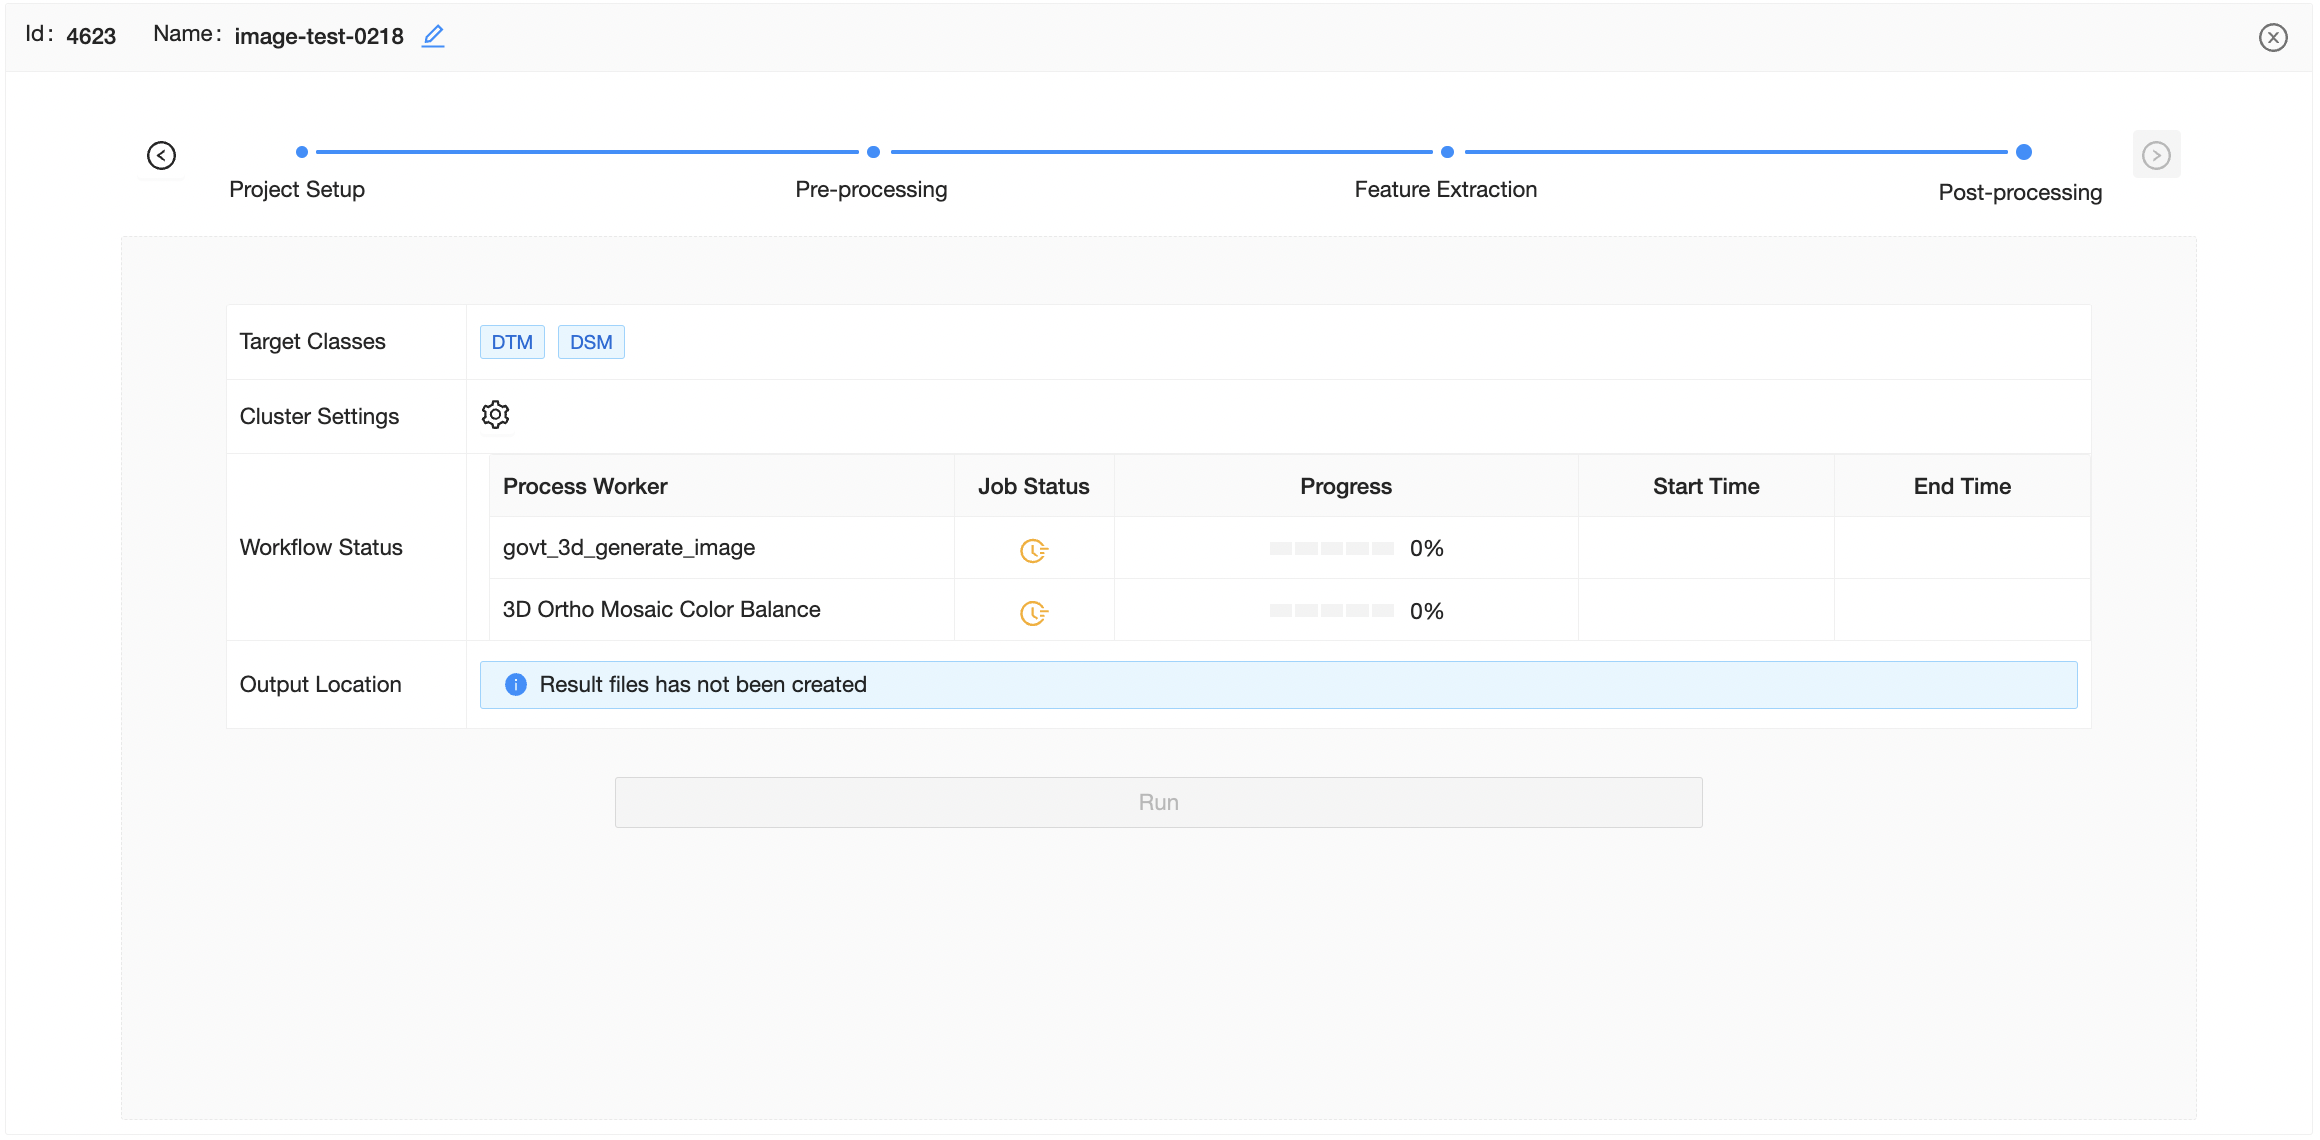 Id: 4623 Name: image-test-0218
Project Setup Pre-processing Feature Extraction Post-processing
Target Classes DTM DSM
Cluster Settings
Process Worker Job Status Progress Start Time End Time
Workflow Status govt_3d_generate_image 0%
3D Ortho Mosaic Color Balance 0%
Output Location Result files has not been created
Run